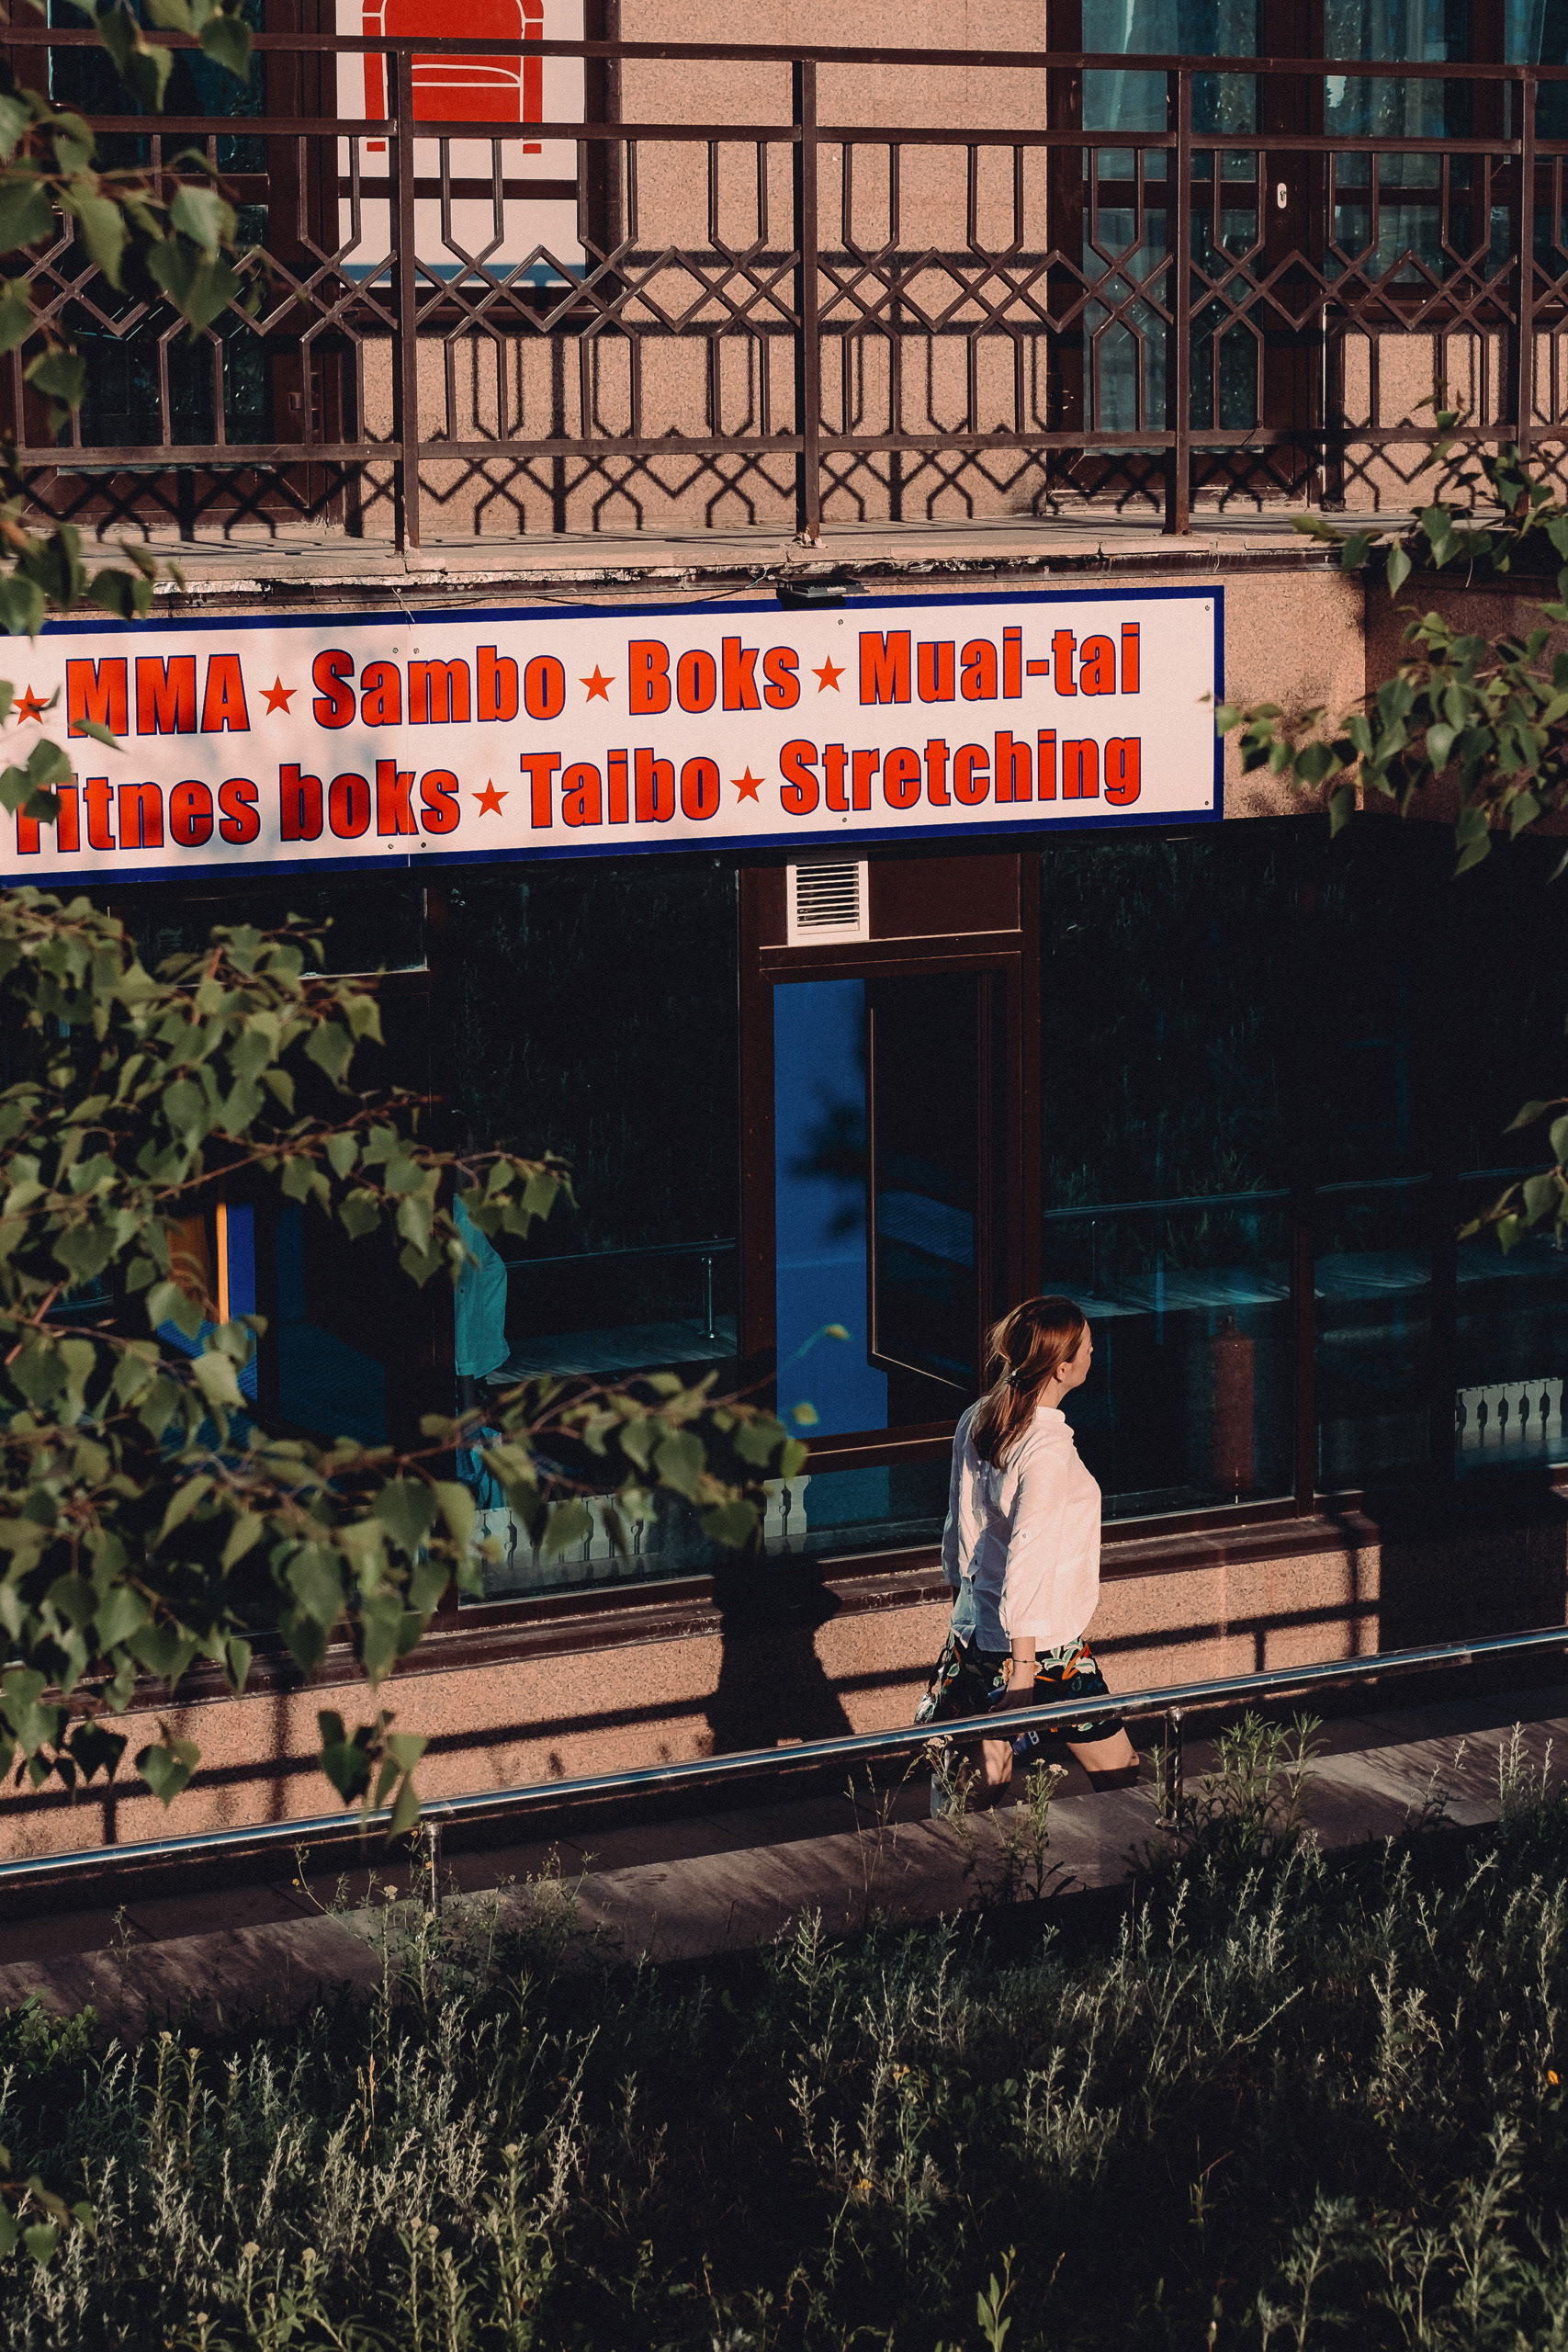 ★ MMA ★ Sambo ★ Boks ★ Muai-tai
Fitnes boks ★ Taibo ★ Stretching